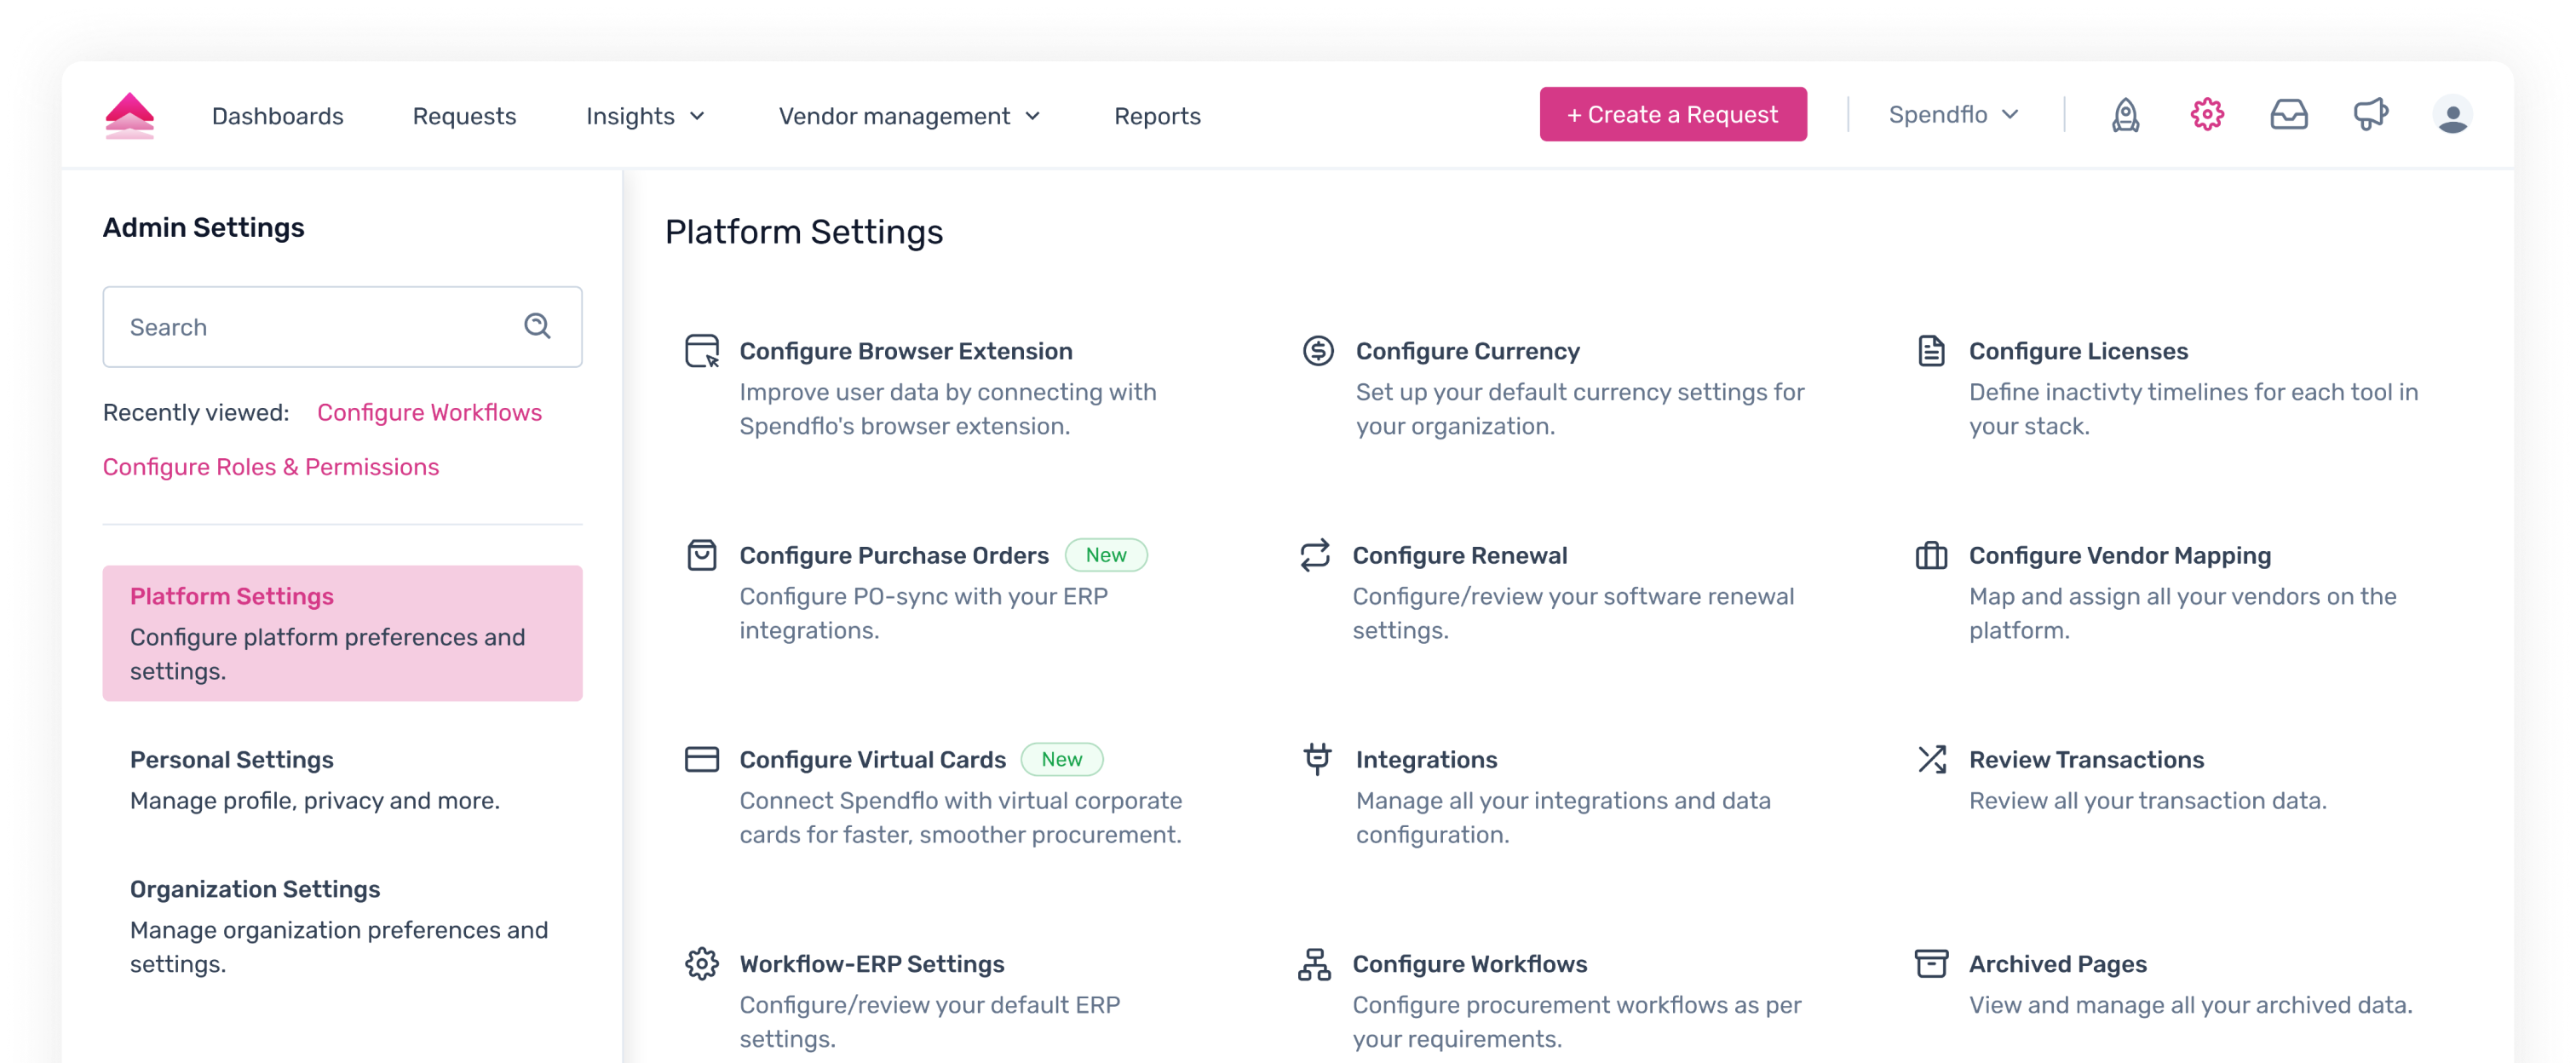 Dashboards
Requests
Insights
Vendor management
Reports
+ Create a Request
Spendflo
Admin Settings
Search
Recently viewed: Configure Workflows
Configure Roles & Permissions
Platform Settings
Configure platform preferences and
settings.
Personal Settings
Manage profile, privacy and more.
Organization Settings
Manage organization preferences and
settings.
Platform Settings
Configure Browser Extension
Improve user data by connecting with
Spendflo's browser extension.
Configure Currency
Set up your default currency settings for
your organization.
Configure Licenses
Define inactivty timelines for each tool in
your stack.
Configure Purchase Orders New
Configure PO-sync with your ERP
integrations.
Configure Renewal
Configure/review your software renewal
settings.
Configure Vendor Mapping
Map and assign all your vendors on the
platform.
Configure Virtual Cards New
Connect Spendflo with virtual corporate
cards for faster, smoother procurement.
Integrations
Manage all your integrations and data
configuration.
Review Transactions
Review all your transaction data.
Workflow-ERP Settings
Configure/review your default ERP
settings.
Configure Workflows
Configure procurement workflows as per
your requirements.
Archived Pages
View and manage all your archived data.